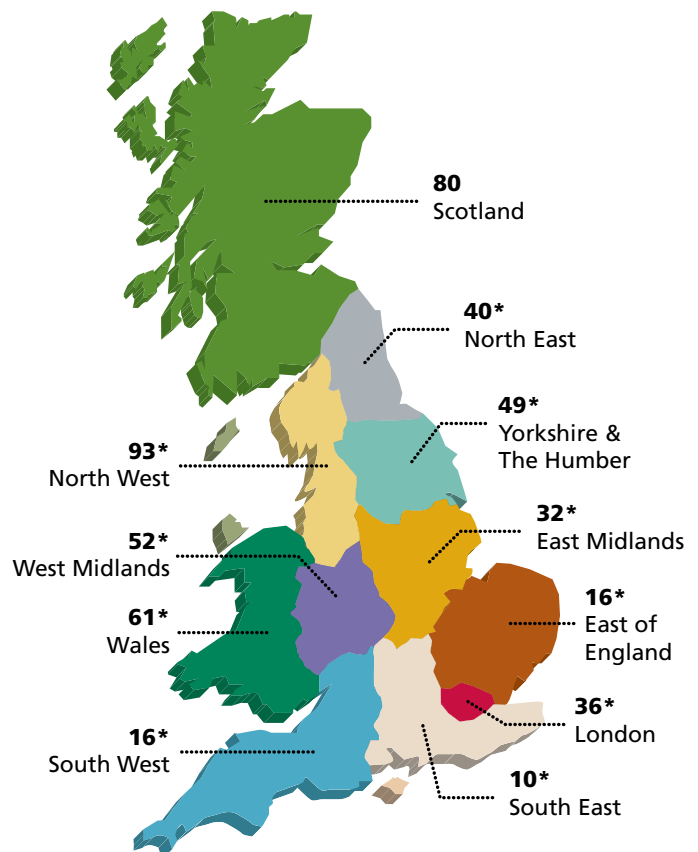 80
Scotland
40*
North East
49*
Yorkshire &
The Humber
93*
North West
32*
East Midlands
52*
West Midlands
16*
East of
England
61*
Wales
36*
London
16*
South West
10*
South East